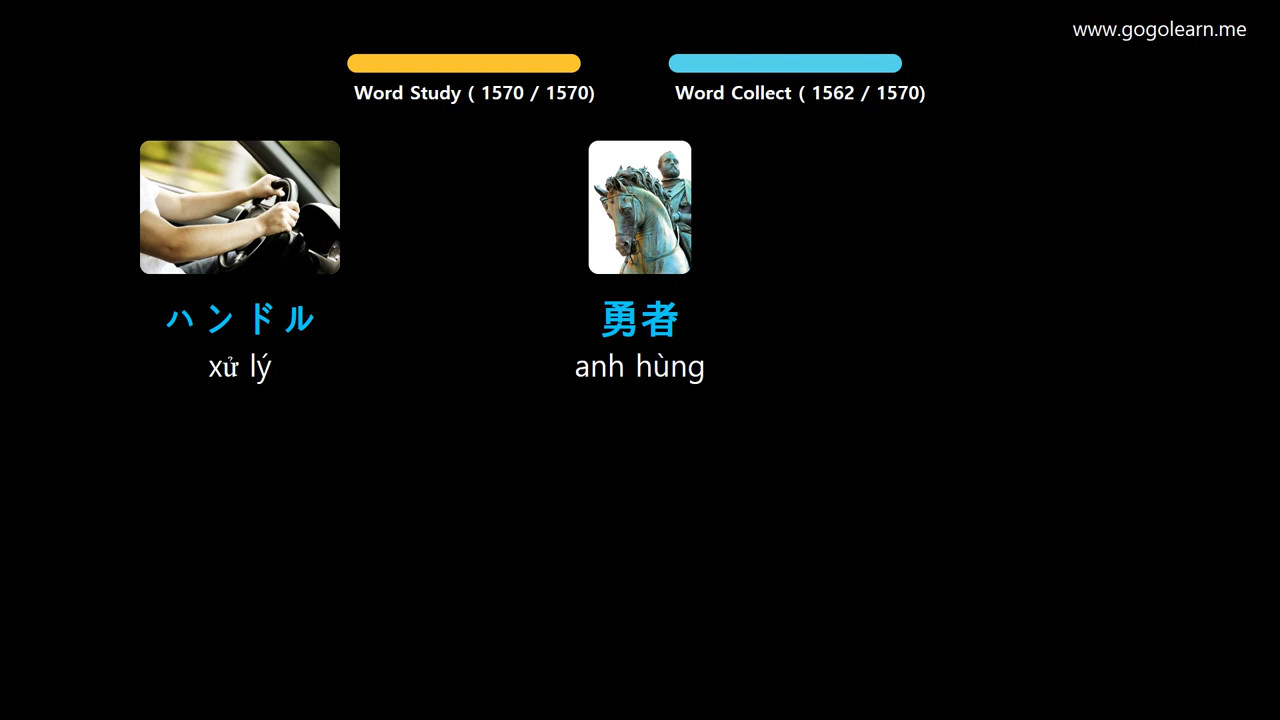 www.gogolearn.me
Word Study ( 1570 / 1570)
Word Collect ( 1562 / 1570)
ハンドル
xử lý
勇者
anh hùng